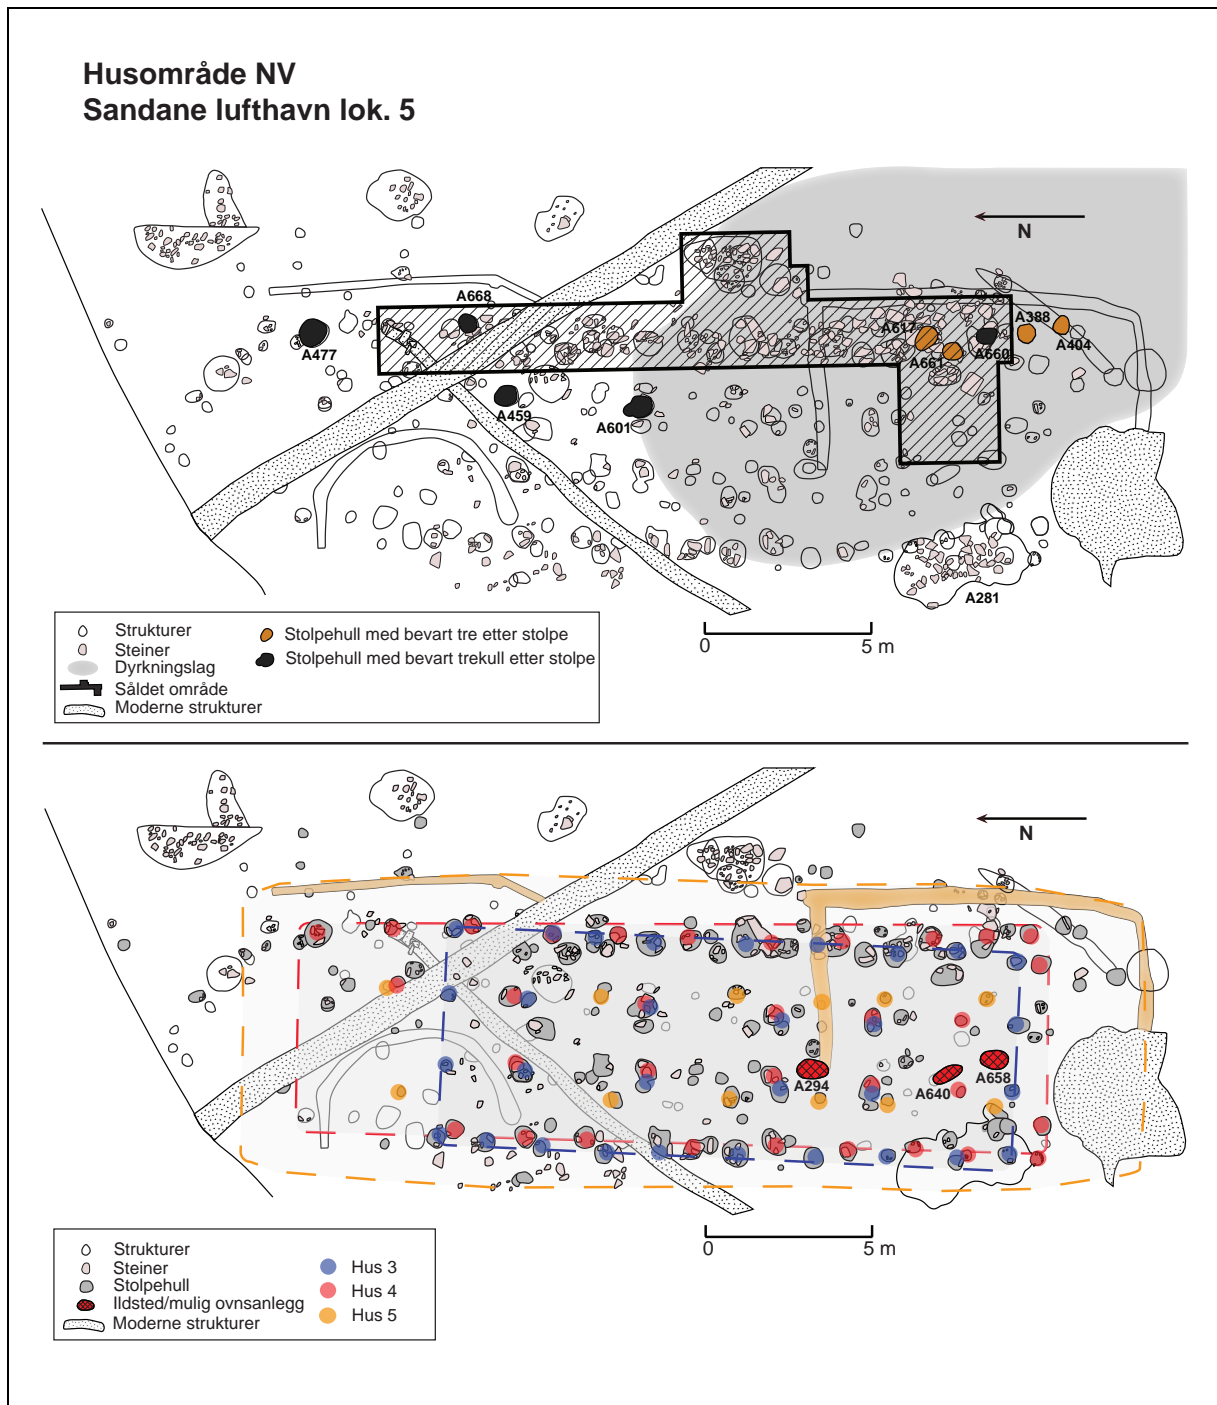 Husområde NV
Sandane lufthavn lok. 5
N
A668
A477
A617
A388
A661
A660
A404
A459
A601
A281
Strukturer
Steiner
Dyrkningslag
Såldet område
Moderne strukturer
Stolpehull med bevart tre etter stolpe
Stolpehull med bevart trekull etter stolpe
0 5 m
N
A294
A640
A658
Strukturer
Steiner
Stolpehull
Ildsted/mulig ovnsanlegg
Moderne strukturer
Hus 3
Hus 4
Hus 5
0 5 m